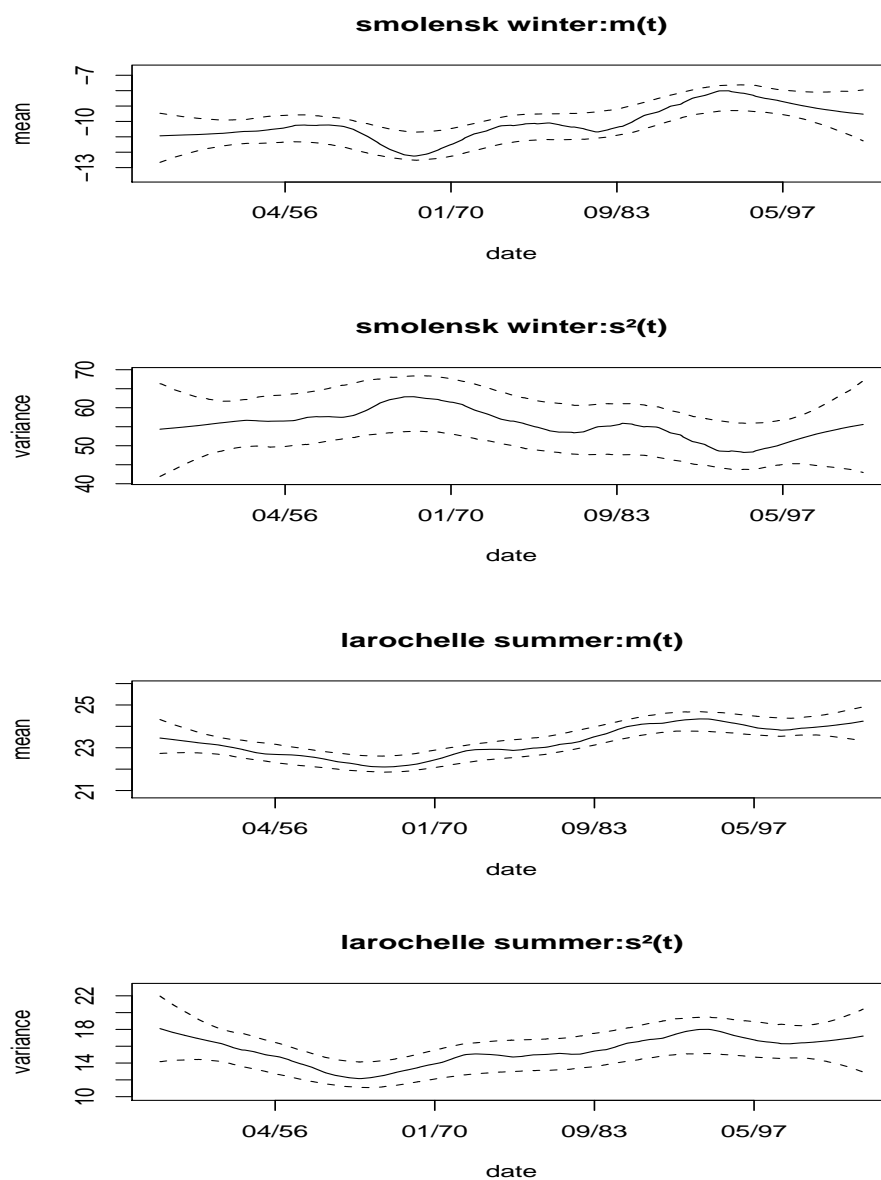 smolensk winter:m(t)
mean
-7
-10
-13
04/56 01/70 09/83 05/97
date
smolensk winter:s²(t)
variance
70
60
50
40
04/56 01/70 09/83 05/97
date
larochelle summer:m(t)
mean
25
23
21
04/56 01/70 09/83 05/97
date
larochelle summer:s²(t)
variance
22
18
14
10
04/56 01/70 09/83 05/97
date